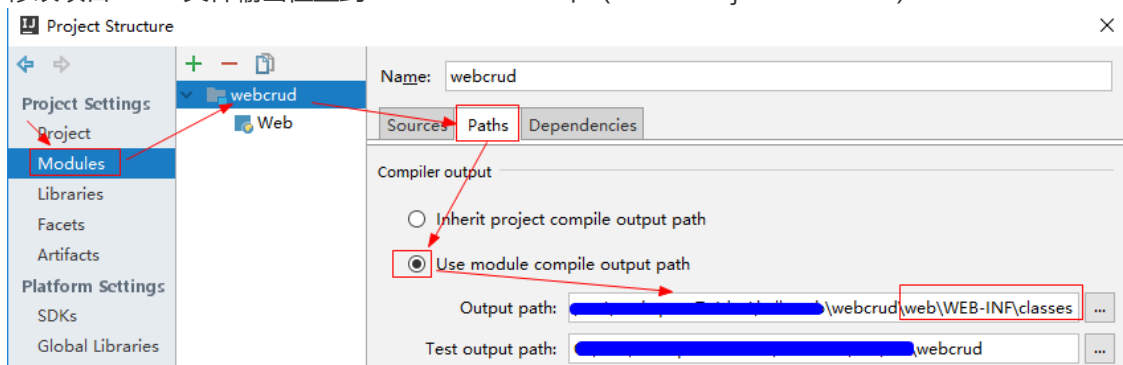 Project Structure
Project Settings
Project
Modules
Libraries
Facets
Artifacts
Platform Settings
SDKs
Global Libraries
webcrud
Web
Name: webcrud
Sources Paths Dependencies
Compiler output
Inherit project compile output path
Use module compile output path
Output path: \webcrud\web\WEB-INF\classes ...
Test output path: \webcrud ...